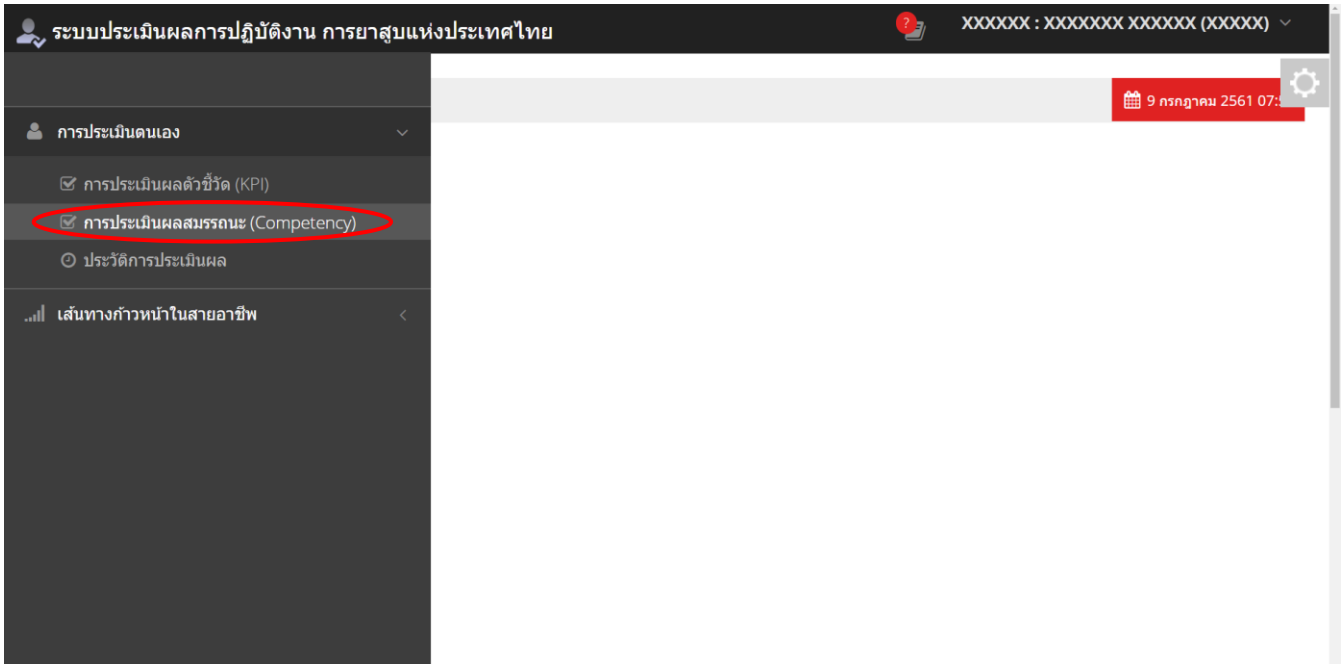 ระบบประเมินผลการปฏิบัติงาน การยาสูบแห่งประเทศไทย
?
XXXXXX : XXXXXXX XXXXXX (XXXXX)
9 กรกฎาคม 2561 07:
การประเมินตนเอง
การประเมินผลตัวชี้วัด (KPI)
การประเมินผลสมรรถนะ (Competency)
ประวัติการประเมินผล
เส้นทางก้าวหน้าในสายอาชีพ